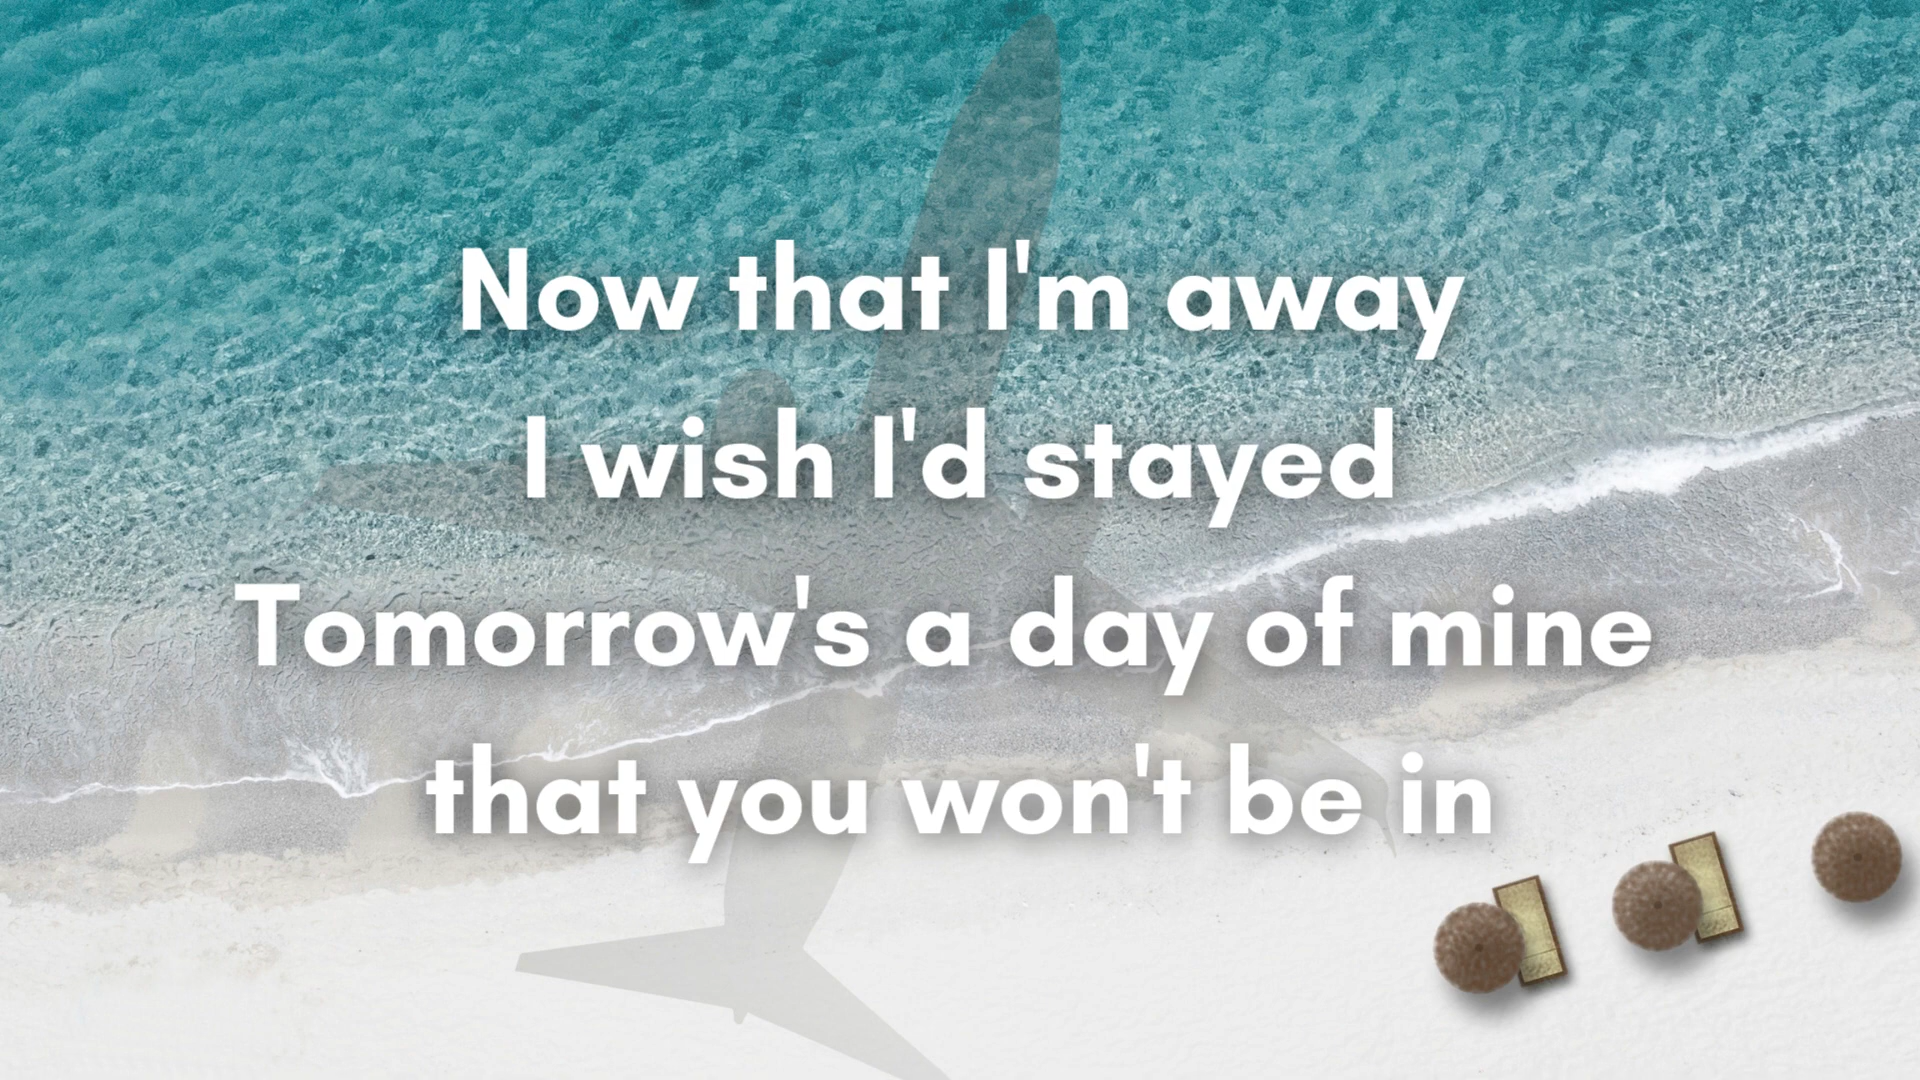 Now that I'm away
I wish I'd stayed
Tomorrow's a day of mine
that you won't be in